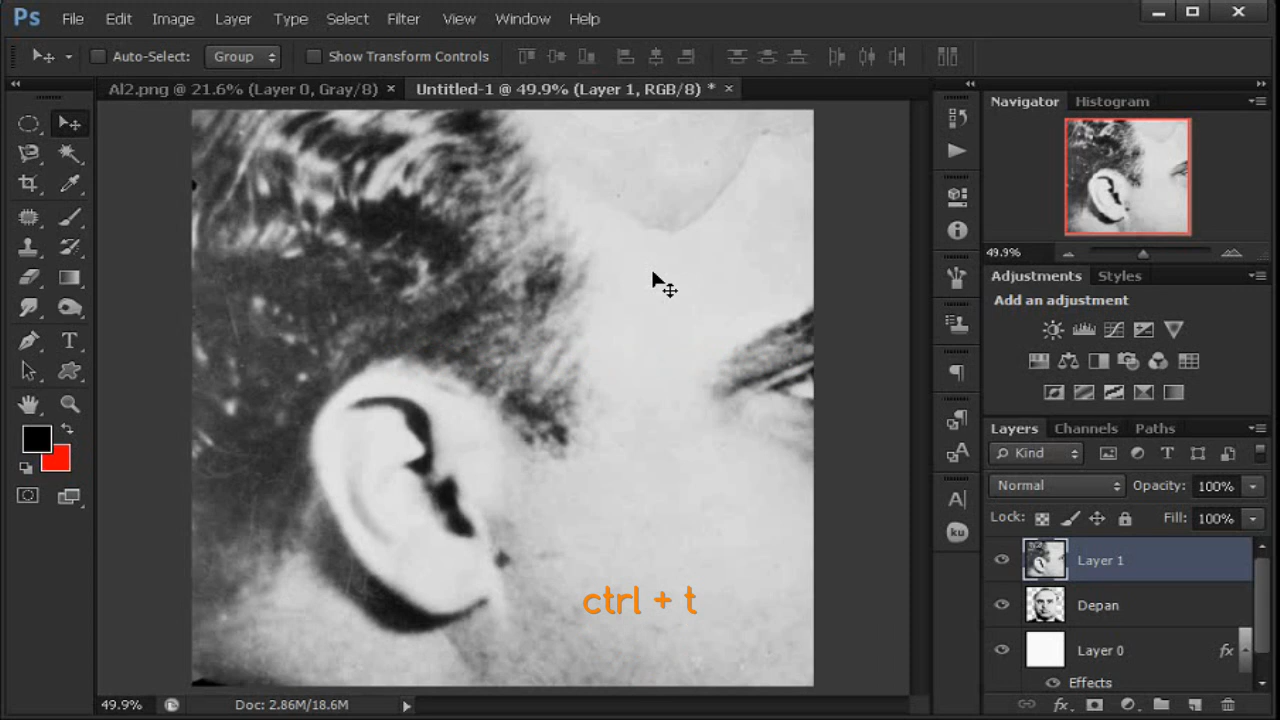 Ps File Edit Image Layer Type Select Filter View Window Help
Auto-Select: Group Show Transform Controls
Al2.png @ 21.6% (Layer 0, Gray/8) × Untitled-1 @ 49.9% (Layer 1, RGB/8) * ×
Navigator Histogram
49.9%
Adjustments Styles
Add an adjustment
Layers Channels Paths
Kind
Normal Opacity: 100%
Lock: Fill: 100%
Layer 1
Depan
Layer 0 fx
Effects
ku
ctrl + t
49.9% Doc: 2.86M/18.6M